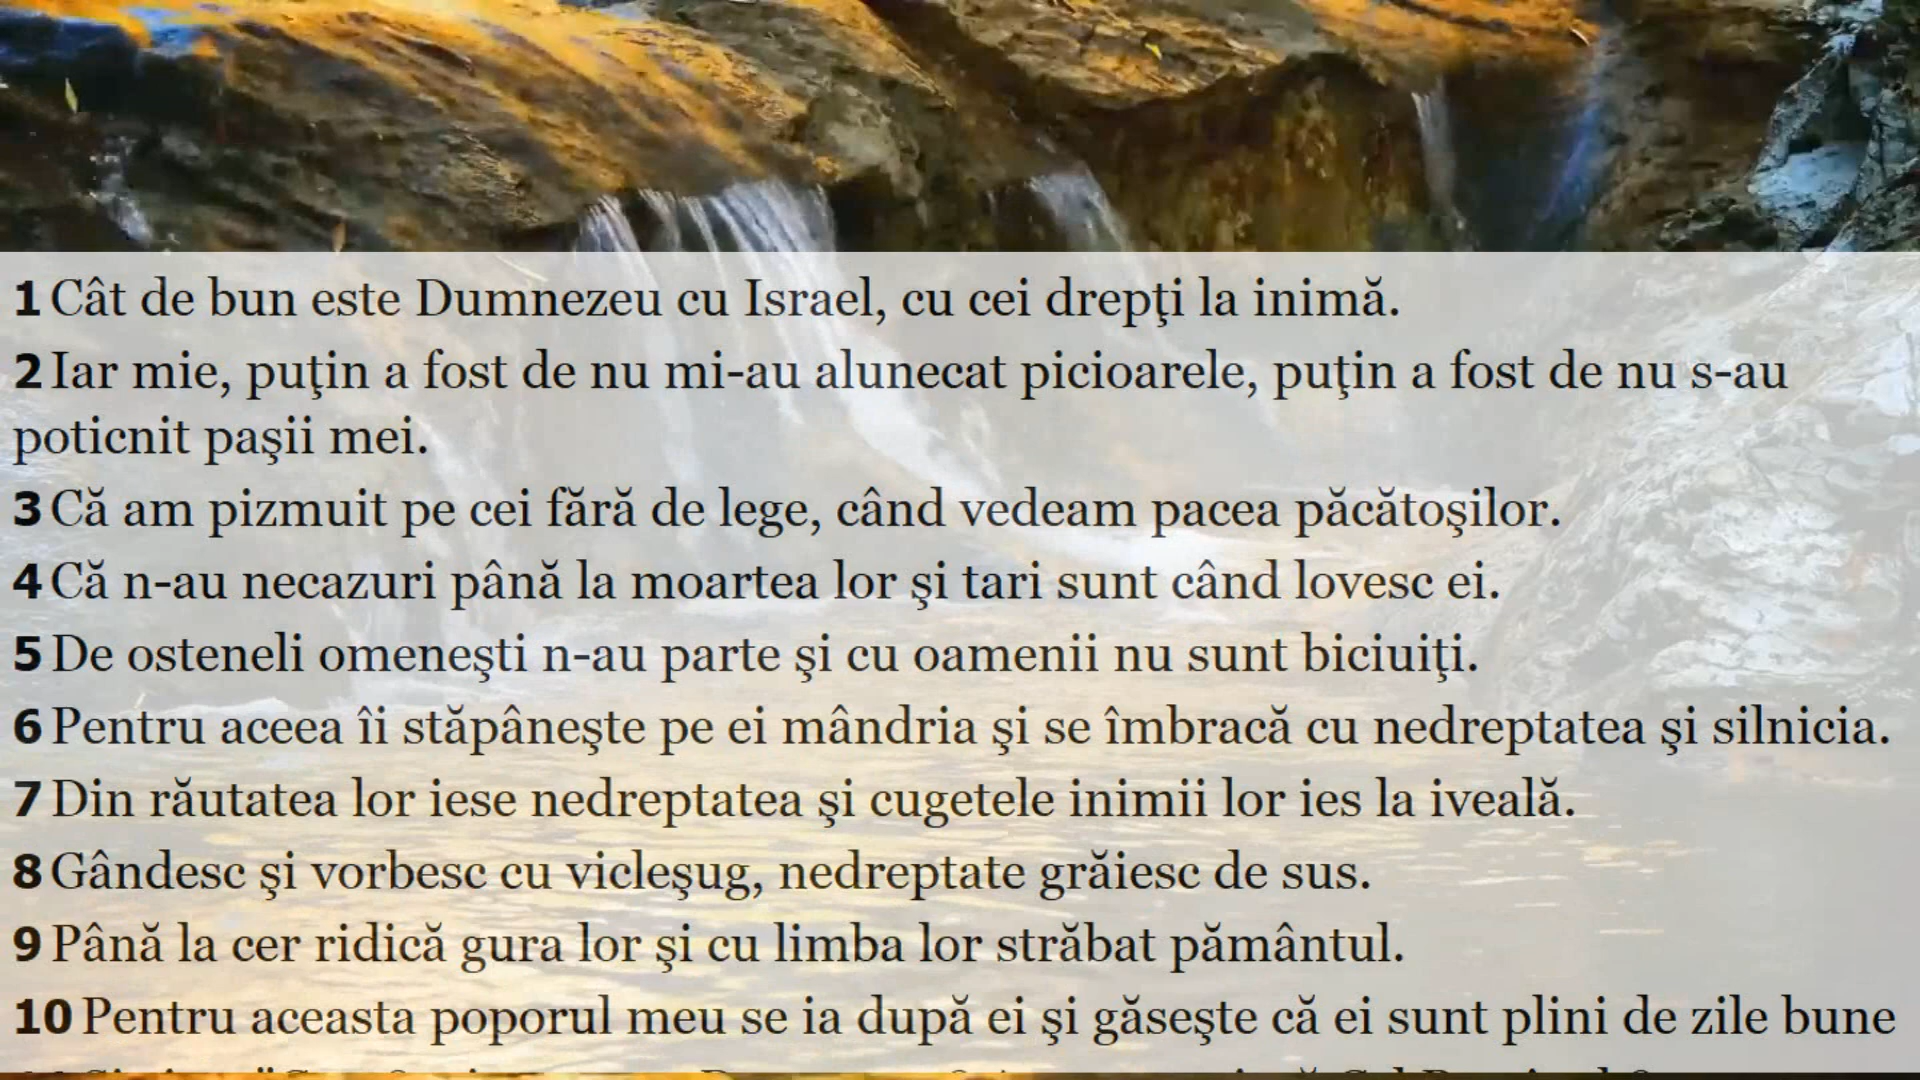 1 Cât de bun este Dumnezeu cu Israel, cu cei drepţi la inimă.
2 Iar mie, puţin a fost de nu mi-au alunecat picioarele, puţin a fost de nu s-au
poticnit paşii mei.
3 Că am pizmuit pe cei fără de lege, când vedeam pacea păcătoşilor.
4 Că n-au necazuri până la moartea lor şi tari sunt când lovesc ei.
5 De osteneli omeneşti n-au parte şi cu oamenii nu sunt biciuiţi.
6 Pentru aceea îi stăpâneşte pe ei mândria şi se îmbracă cu nedreptatea şi silnicia.
7 Din răutatea lor iese nedreptatea şi cugetele inimii lor ies la iveală.
8 Gândesc şi vorbesc cu vicleşug, nedreptate grăiesc de sus.
9 Până la cer ridică gura lor şi cu limba lor străbat pământul.
10 Pentru aceasta poporul meu se ia după ei şi găseşte că ei sunt plini de zile bune